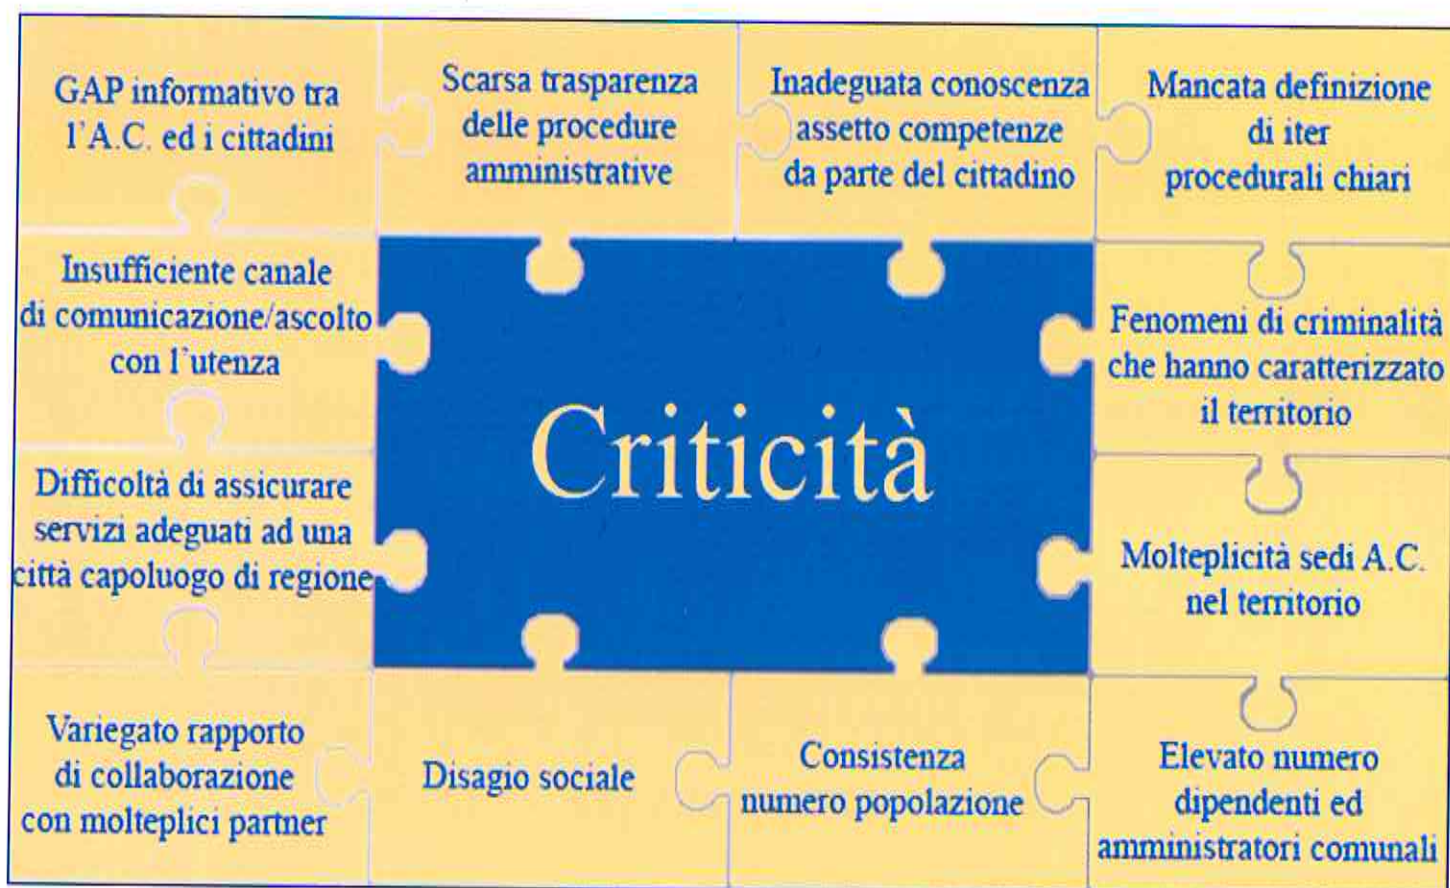 GAP informativo tra
l'A.C. ed i cittadini
Scarsa trasparenza
delle procedure
amministrative
Inadeguata conoscenza
assetto competenze
da parte del cittadino
Mancata definizione
di iter
procedurali chiari
Insufficiente canale
di comunicazione/ascolto
con l'utenza
Fenomeni di criminalità
che hanno caratterizzato
il territorio
Criticità
Difficoltà di assicurare
servizi adeguati ad una
città capoluogo di regione
Molteplicità sedi A.C.
nel territorio
Variegato rapporto
di collaborazione
con molteplici partner
Disagio sociale
Consistenza
numero popolazione
Elevato numero
dipendenti ed
amministratori comunali